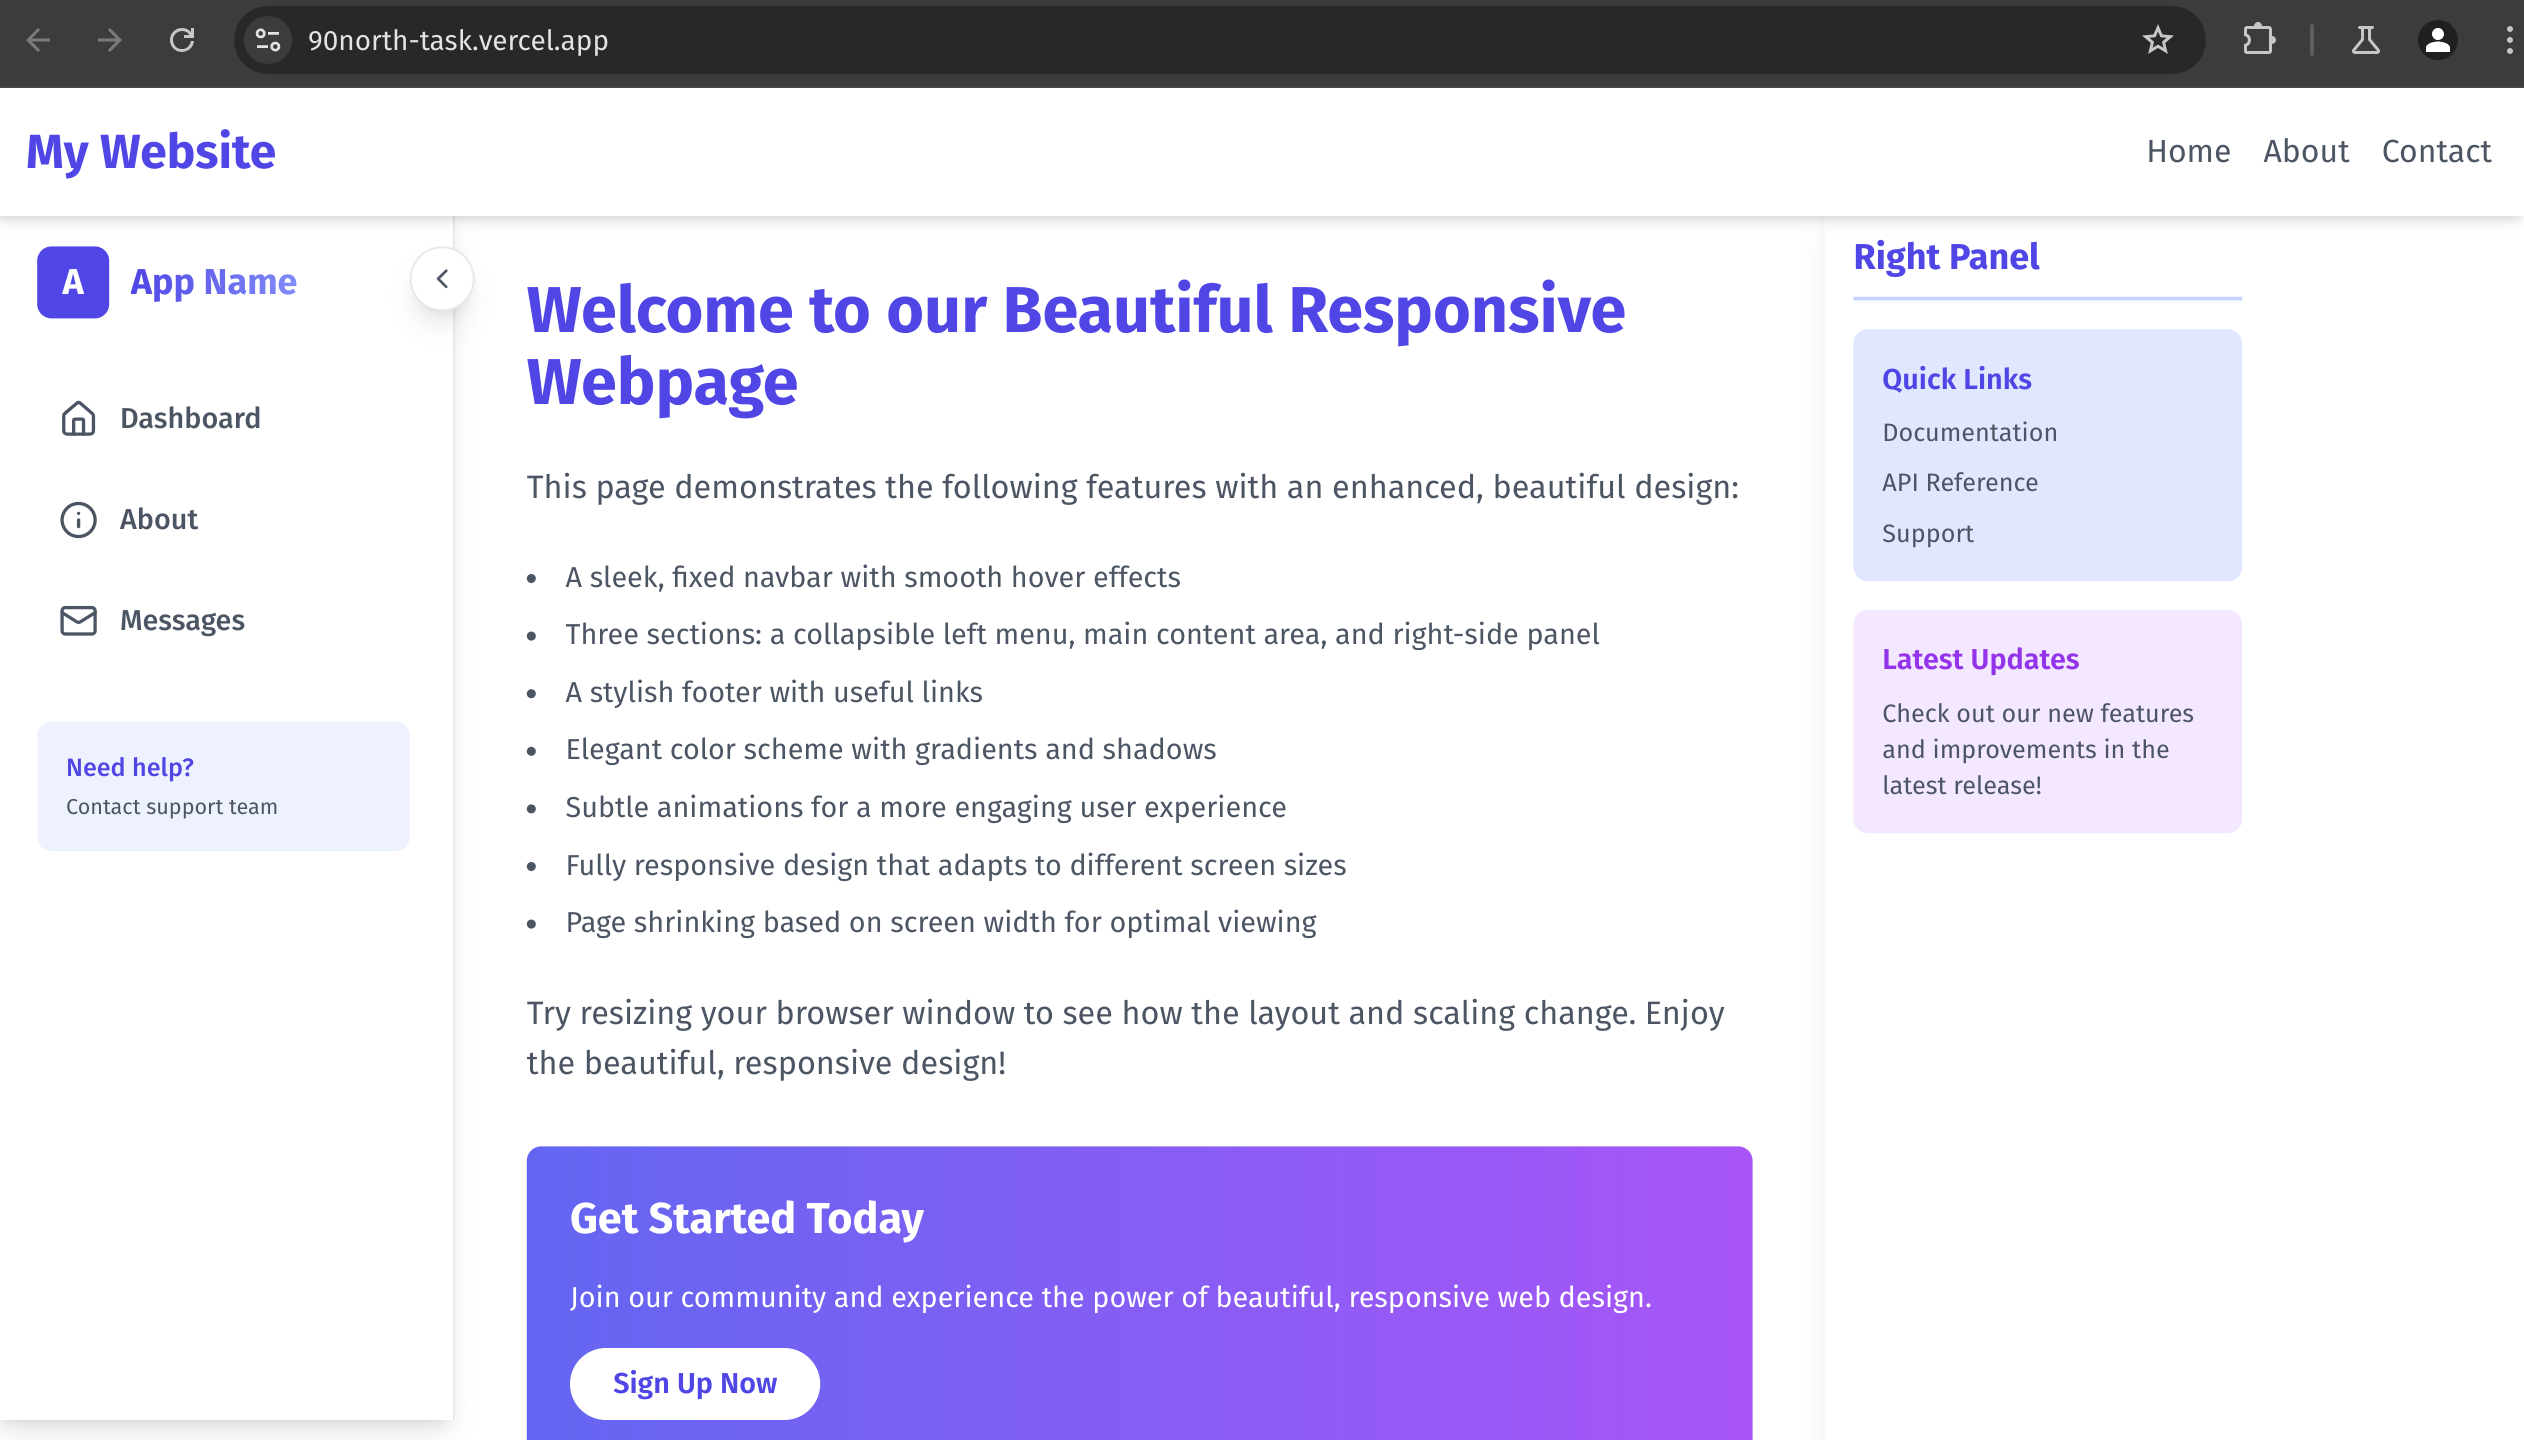 90north-task.vercel.app
My Website
Home About Contact
A App Name
Dashboard
About
Messages
Need help?
Contact support team
Welcome to our Beautiful Responsive
Webpage
This page demonstrates the following features with an enhanced, beautiful design:
• A sleek, fixed navbar with smooth hover effects
• Three sections: a collapsible left menu, main content area, and right-side panel
• A stylish footer with useful links
• Elegant color scheme with gradients and shadows
• Subtle animations for a more engaging user experience
• Fully responsive design that adapts to different screen sizes
• Page shrinking based on screen width for optimal viewing
Try resizing your browser window to see how the layout and scaling change. Enjoy
the beautiful, responsive design!
Get Started Today
Join our community and experience the power of beautiful, responsive web design.
Sign Up Now
Right Panel
Quick Links
Documentation
API Reference
Support
Latest Updates
Check out our new features
and improvements in the
latest release!